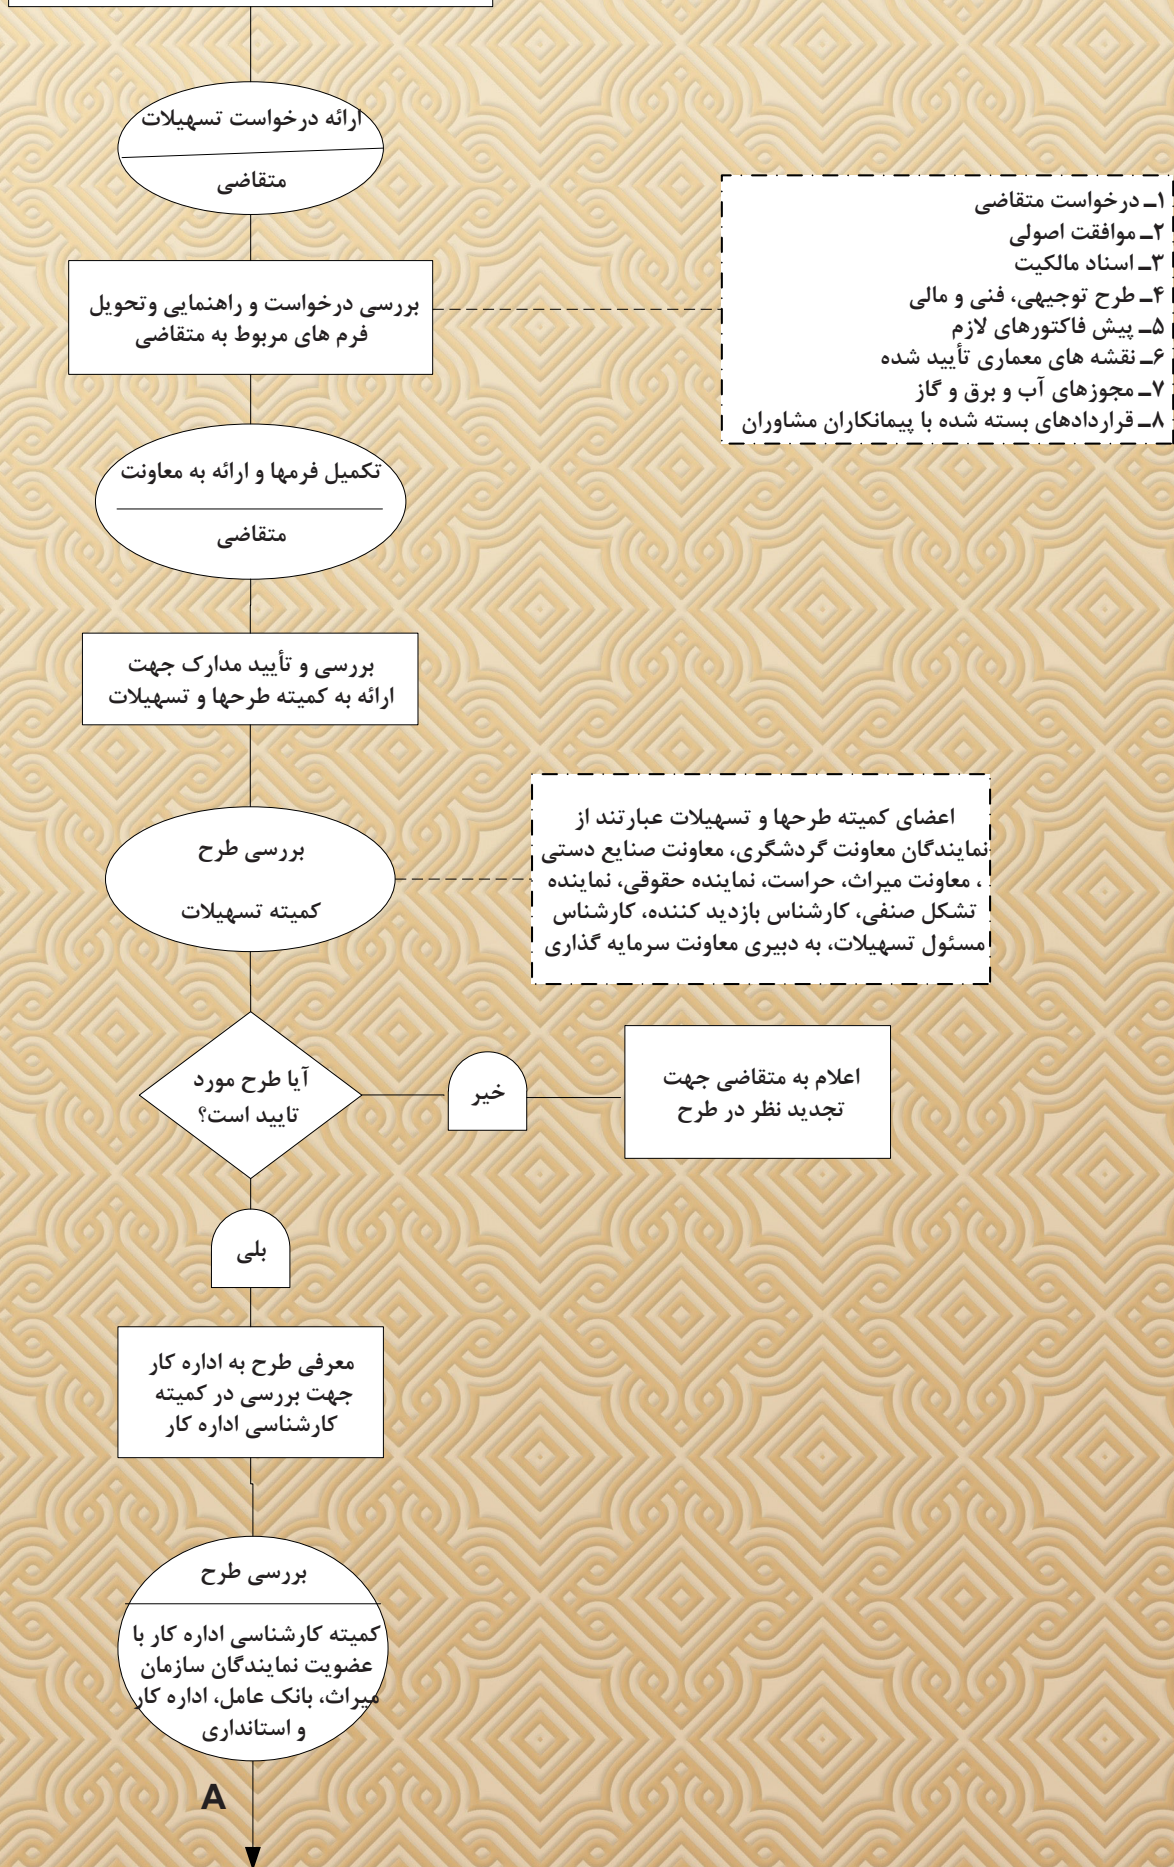 ارائه درخواست تسهیلات
متقاضی
۱ـ درخواست متقاضی
۲ـ موافقت اصولی
۳ـ اسناد مالکیت
۴ـ طرح توجیهی، فنی و مالی
۵ـ پیش فاکتورهای لازم
۶ـ نقشه های معماری تأیید شده
۷ـ مجوزهای آب و برق و گاز
۸ـ قراردادهای بسته شده با پیمانکاران مشاوران
بررسی درخواست و راهنمایی وتحویل
فرم های مربوط به متقاضی
تکمیل فرمها و ارائه به معاونت
متقاضی
بررسی و تأیید مدارک جهت
ارائه به کمیته طرحها و تسهیلات
بررسی طرح
کمیته تسهیلات
اعضای کمیته طرحها و تسهیلات عبارتند از
نمایندگان معاونت گردشگری، معاونت صنایع دستی
، معاونت میراث، حراست، نماینده حقوقی، نماینده
تشکل صنفی، کارشناس بازدید کننده، کارشناس
مسئول تسهیلات، به دبیری معاونت سرمایه گذاری
آیا طرح مورد
تایید است؟
خیر
اعلام به متقاضی جهت
تجدید نظر در طرح
بلی
معرفی طرح به اداره کار
جهت بررسی در کمیته
کارشناسی اداره کار
بررسی طرح
کمیته کارشناسی اداره کار با
عضویت نمایندگان سازمان
میراث، بانک عامل، اداره کار
و استانداری
A